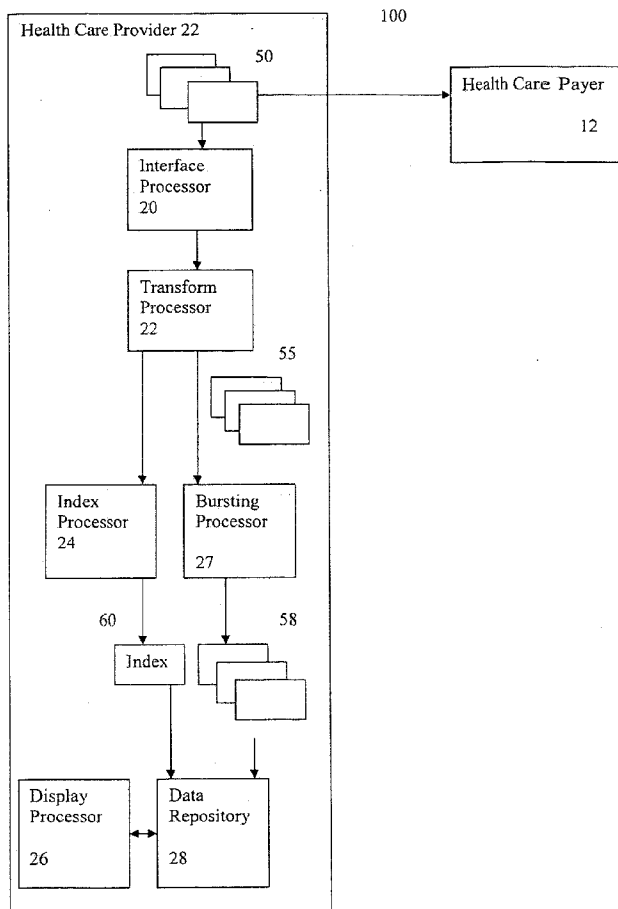 100
Health Care Provider 22
50
Health Care Payer
12
Interface
Processor
20
Transform
Processor
22
55
Index
Processor
24
Bursting
Processor
27
60
58
Index
Display
Processor
26
Data
Repository
28